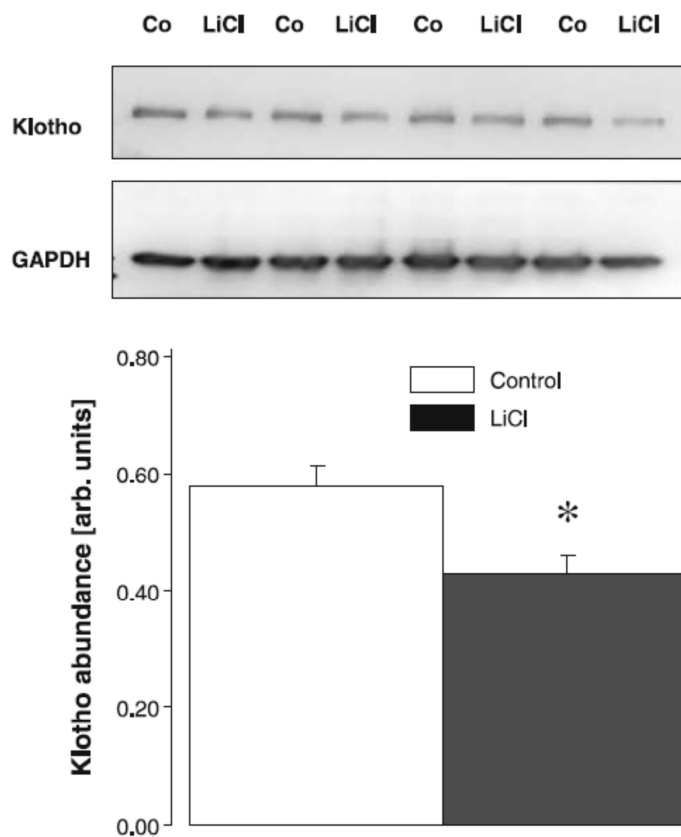 Co LiCl Co LiCl Co LiCl Co LiCl
Klotho
GAPDH
0.80
Control
LiCl
0.60
*
0.40
0.20
0.00
Klotho abundance [arb. units]